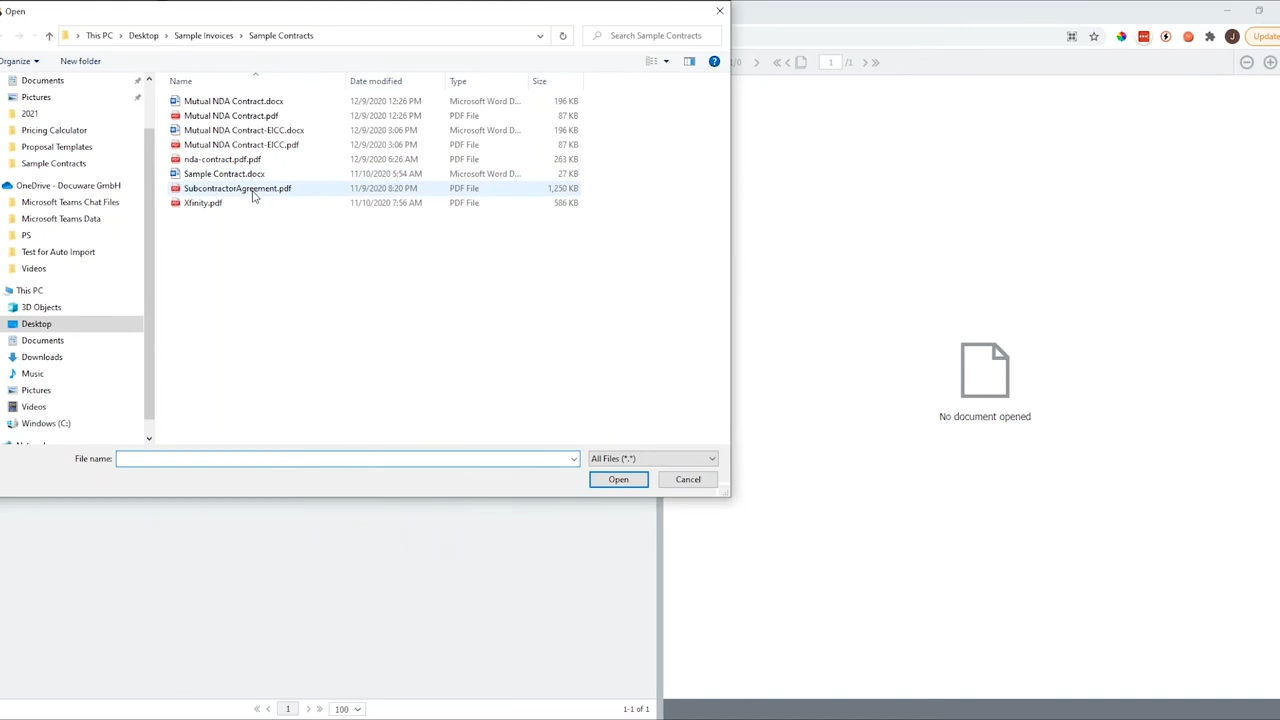 Open
This PC > Desktop > Sample Invoices > Sample Contracts
Search Sample Contracts
Update
Organize
New folder
1/0
1
/1
Documents
Pictures
2021
Pricing Calculator
Proposal Templates
Sample Contracts
OneDrive - Docuware GmbH
Microsoft Teams Chat Files
Microsoft Teams Data
PS
Test for Auto Import
Videos
This PC
3D Objects
Desktop
Documents
Downloads
Music
Pictures
Videos
Windows (C:)
Name Date modified Type Size
Mutual NDA Contract.docx 12/9/2020 12:26 PM Microsoft Word D... 196 KB
Mutual NDA Contract.pdf 12/9/2020 12:26 PM PDF File 87 KB
Mutual NDA Contract-EICC.docx 12/9/2020 3:06 PM Microsoft Word D... 196 KB
Mutual NDA Contract-EICC.pdf 12/9/2020 3:06 PM PDF File 87 KB
nda-contract.pdf.pdf 12/9/2020 6:26 AM PDF File 263 KB
Sample Contract.docx 11/10/2020 5:54 AM Microsoft Word D... 27 KB
SubcontractorAgreement.pdf 11/9/2020 8:20 PM PDF File 1,250 KB
Xfinity.pdf 11/10/2020 7:56 AM PDF File 586 KB
No document opened
File name:
All Files (*.*)
Open
Cancel
1
100
1-1 of 1
J